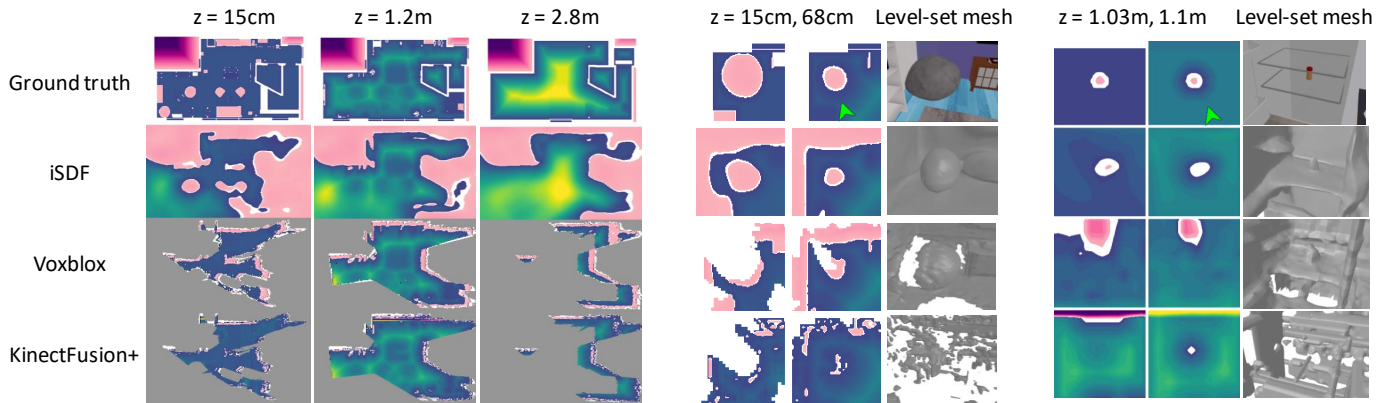 z = 15cm z = 1.2m z = 2.8m z = 15cm, 68cm Level-set mesh z = 1.03m, 1.1m Level-set mesh
Ground truth
iSDF
Voxblox
KinectFusion+